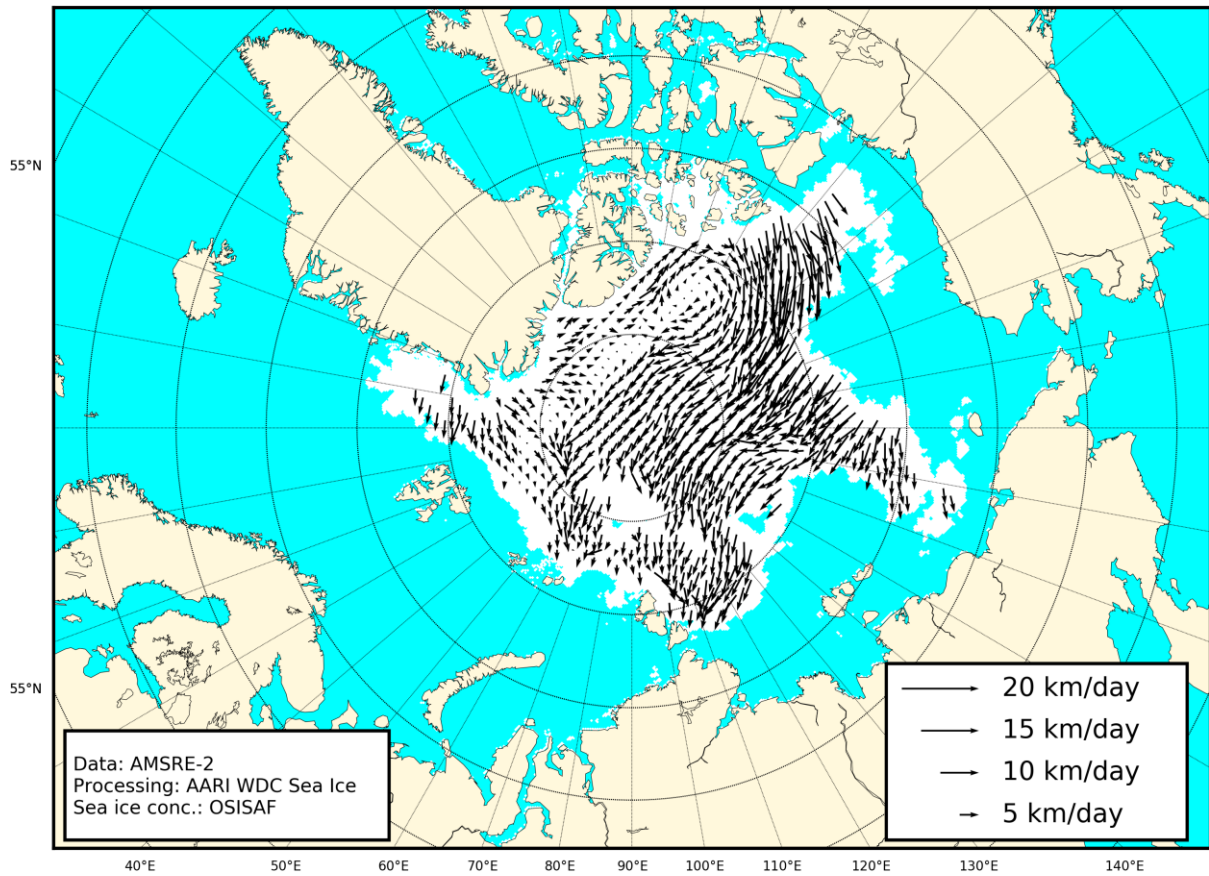 55°N
55°N
Data: AMSRE-2
Processing: AARI WDC Sea Ice
Sea ice conc.: OSISAF
20 km/day
15 km/day
10 km/day
5 km/day
40°E 50°E 60°E 70°E 80°E 90°E 100°E 110°E 120°E 130°E 140°E